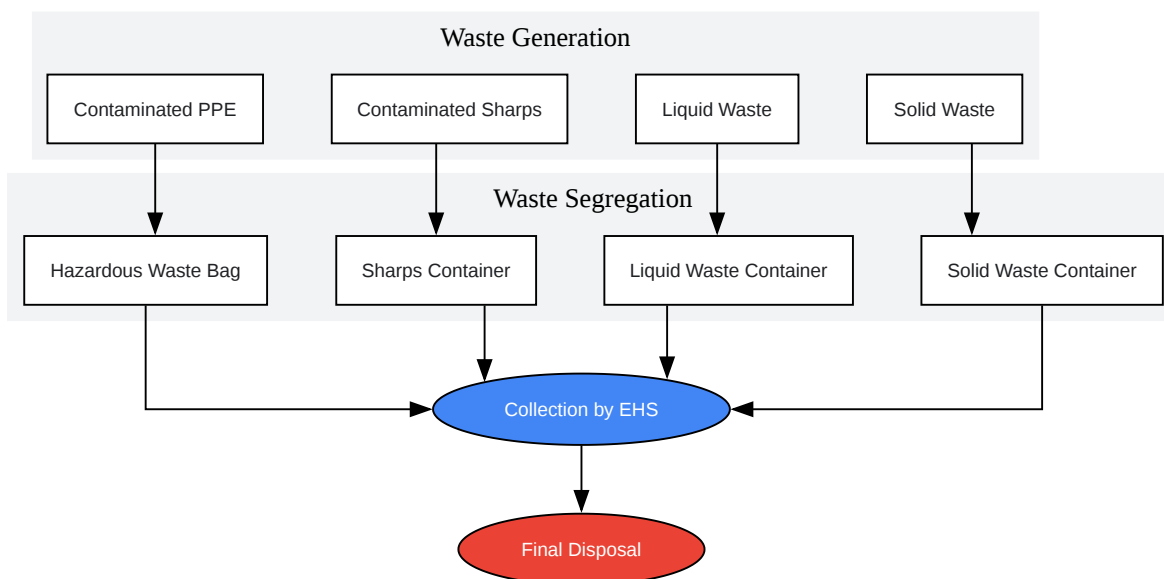 Waste Generation
Contaminated PPE
Contaminated Sharps
Liquid Waste
Solid Waste
Waste Segregation
Hazardous Waste Bag
Sharps Container
Liquid Waste Container
Solid Waste Container
Collection by EHS
Final Disposal